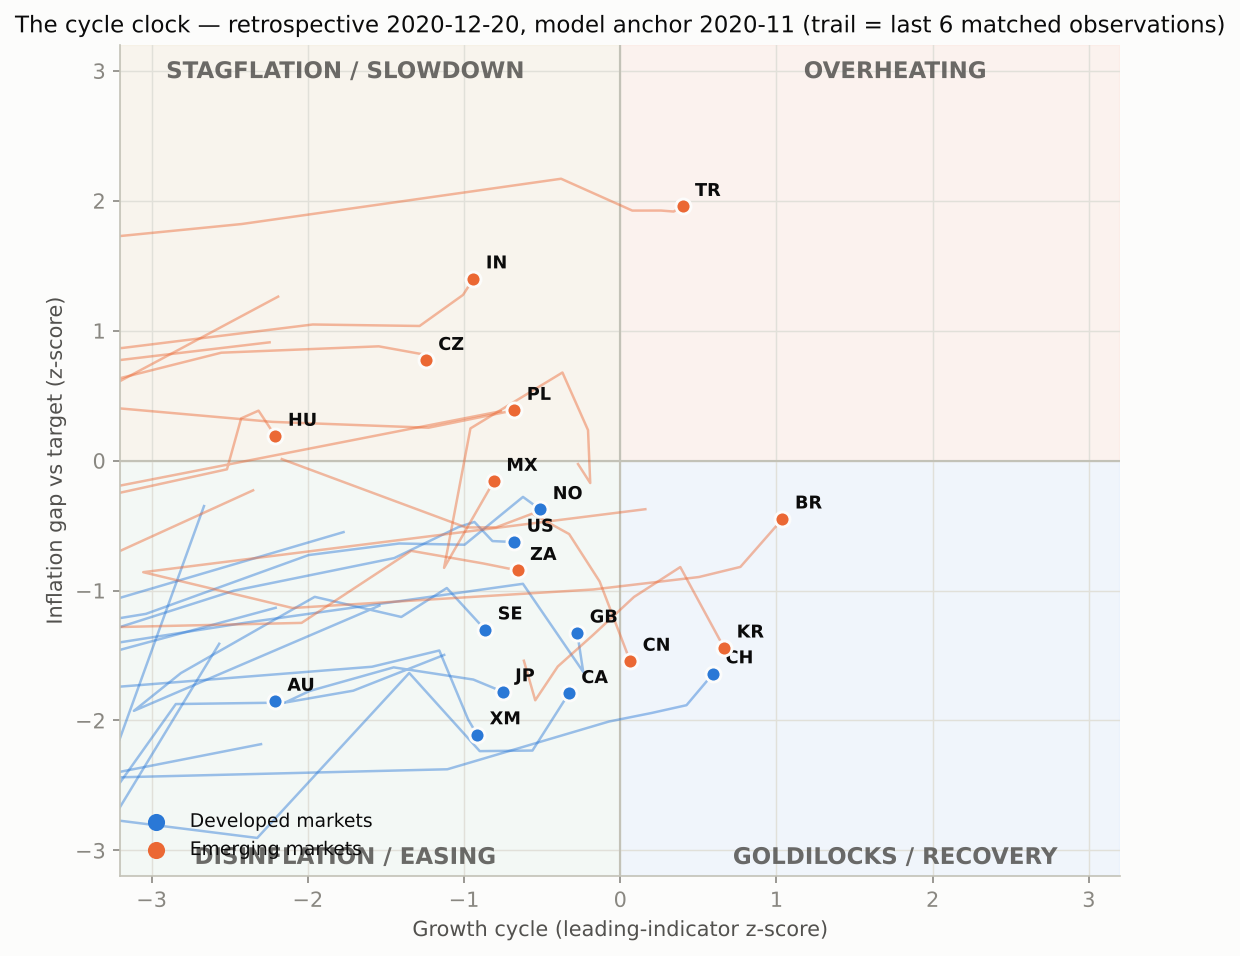 The cycle clock — retrospective 2020-12-20, model anchor 2020-11 (trail = last 6 matched observations)
STAGFLATION / SLOWDOWN
OVERHEATING
TR
IN
CZ
PL
HU
MX
NO
BR
US
ZA
SE
GB
KR
CN
CH
JP
CA
AU
XM
Developed markets
Emerging markets
DISINFLATION / EASING
GOLDILOCKS / RECOVERY
3
2
1
0
−1
−2
−3
Inflation gap vs target (z-score)
−3
−2
−1
0
1
2
3
Growth cycle (leading-indicator z-score)